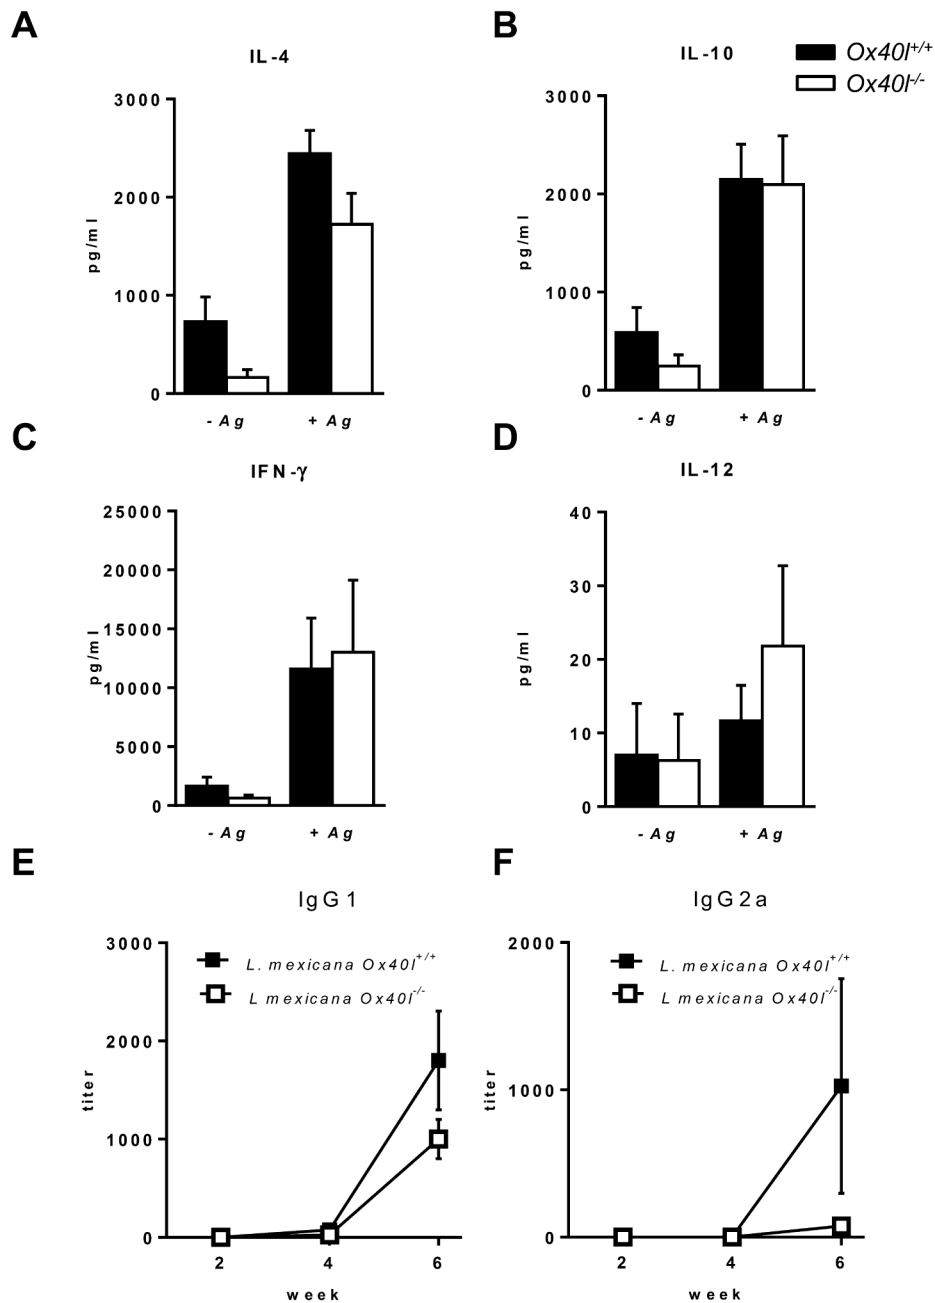 A
B
IL-4
IL-10
Ox40l+/+
Ox40l-/-
3000
2000
1000
0
pg/ml
- Ag
+ Ag
3000
2000
1000
0
pg/ml
- Ag
+ Ag
C
D
IFN-γ
IL-12
25000
20000
15000
10000
5000
0
pg/ml
- Ag
+ Ag
40
30
20
10
0
pg/ml
- Ag
+ Ag
E
F
IgG1
IgG2a
3000
2000
1000
0
titer
L. mexicana Ox40l+/+
L mexicana Ox40l-/-
2
4
6
week
2000
1000
0
titer
L. mexicana Ox40l+/+
L mexicana Ox40l-/-
2
4
6
week